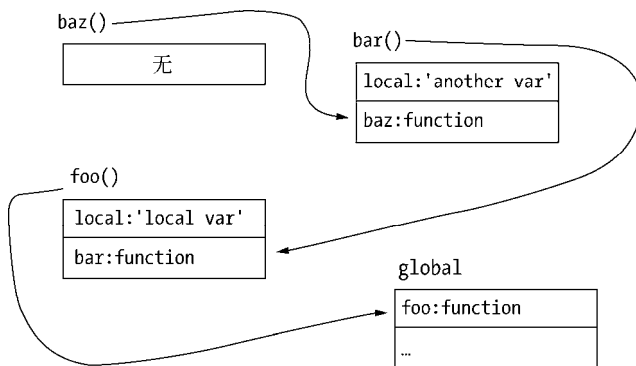 baz()
无
bar()
local:'another var'
baz:function
foo()
local:'local var'
bar:function
global
foo:function
…